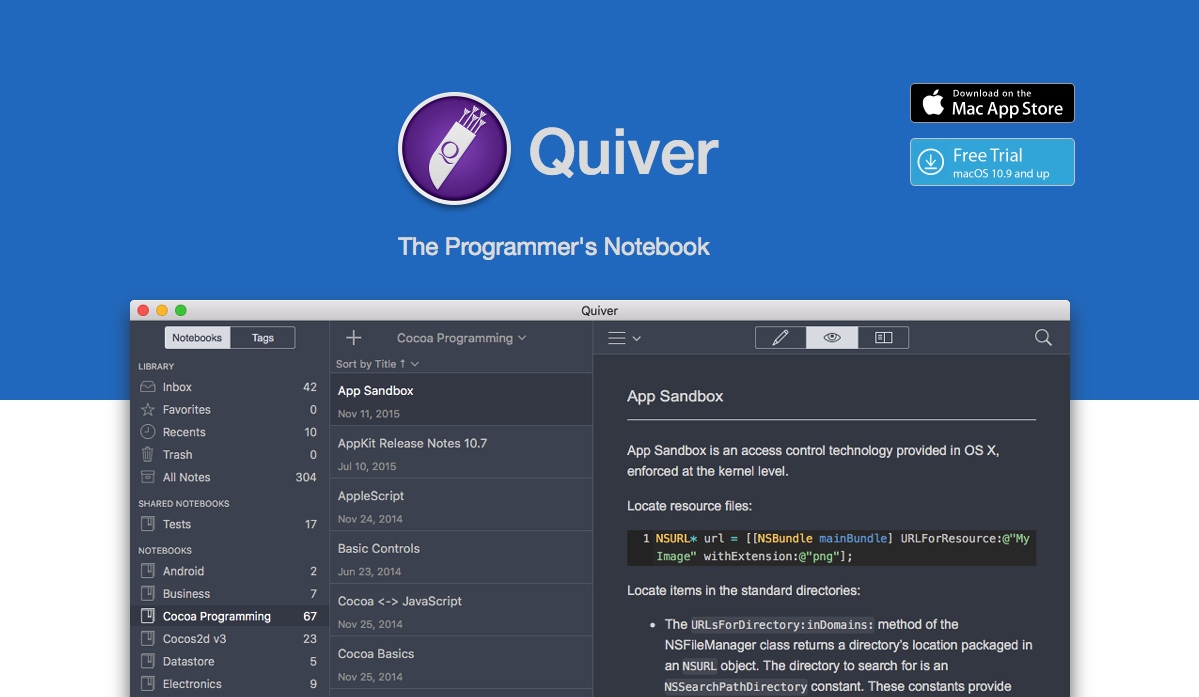 Download on the
Mac App Store
Quiver
Free Trial
macOS 10.9 and up
The Programmer's Notebook
Quiver
Notebooks Tags
LIBRARY
Inbox 42
Favorites 0
Recents 10
Trash 0
All Notes 304
SHARED NOTEBOOKS
Tests 17
NOTEBOOKS
Android 2
Business 7
Cocoa Programming 67
Cocos2d v3 23
Datastore 5
Electronics 9
Cocoa Programming
Sort by Title ↑
App Sandbox
Nov 11, 2015
AppKit Release Notes 10.7
Jul 10, 2015
AppleScript
Nov 24, 2014
Basic Controls
Jun 23, 2014
Cocoa <-> JavaScript
Nov 25, 2014
Cocoa Basics
Nov 25, 2014
App Sandbox
App Sandbox is an access control technology provided in OS X,
enforced at the kernel level.
Locate resource files:
1 NSURL* url = [[NSBundle mainBundle] URLForResource:@"My
Image" withExtension:@"png"];
Locate items in the standard directories:
• The URLsForDirectory:inDomains: method of the
NSFileManager class returns a directory's location packaged in
an NSURL object. The directory to search for is an
NSSearchPathDirectory constant. These constants provide